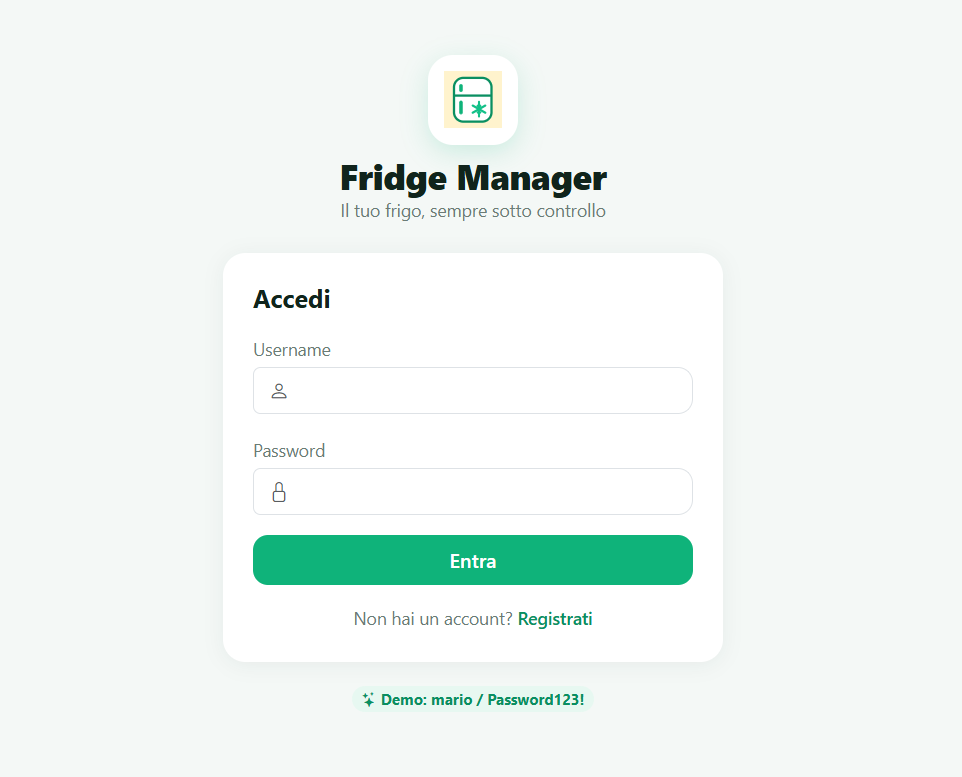 Fridge Manager
Il tuo frigo, sempre sotto controllo
Accedi
Username
Password
Entra
Non hai un account? Registrati
Demo: mario / Password123!